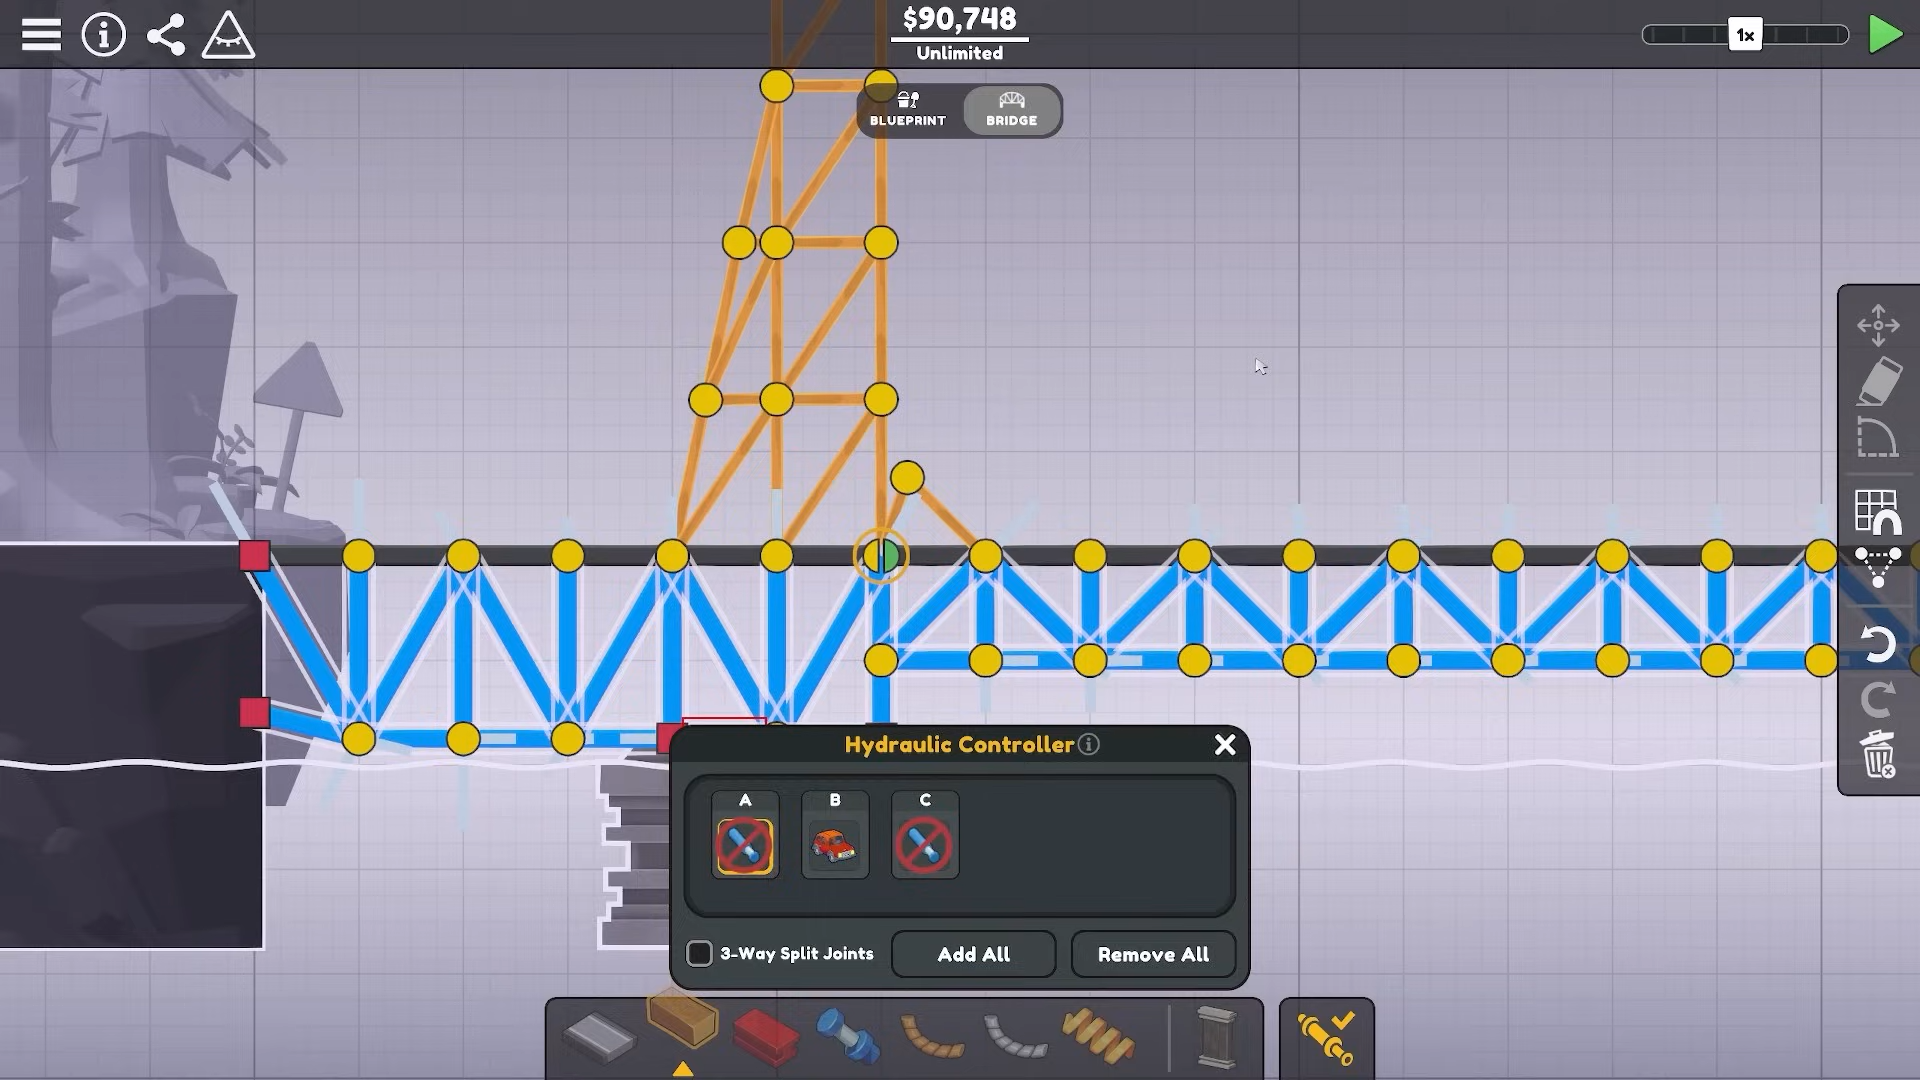 $90,748
Unlimited
1x
BLUEPRINT
BRIDGE
Hydraulic Controller
A
B
C
3-Way Split Joints
Add All
Remove All